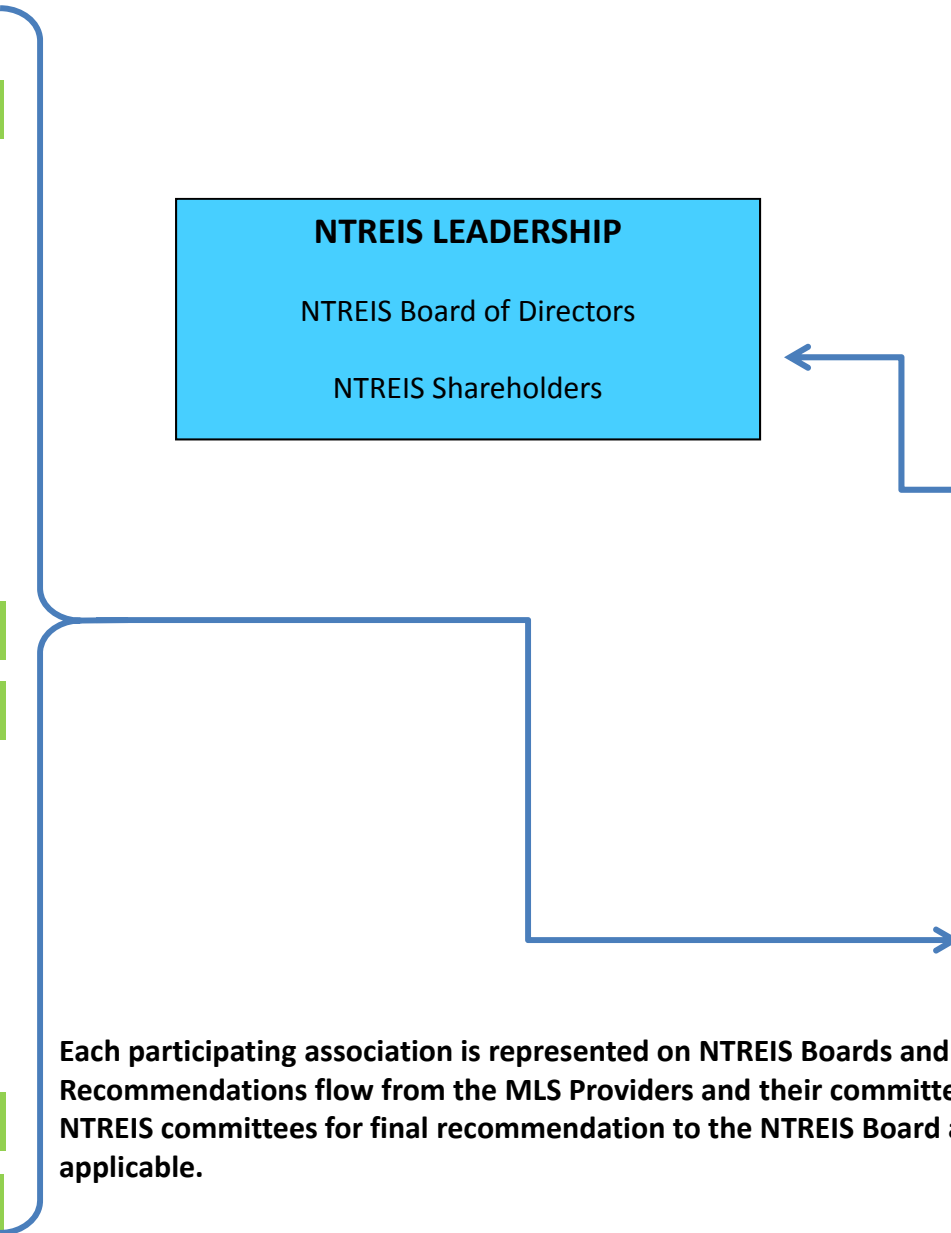 NTREIS LEADERSHIP
NTREIS Board of Directors
NTREIS Shareholders
Each participating association is represented on NTREIS Boards and
Recommendations flow from the MLS Providers and their committe
NTREIS committees for final recommendation to the NTREIS Board a
applicable.